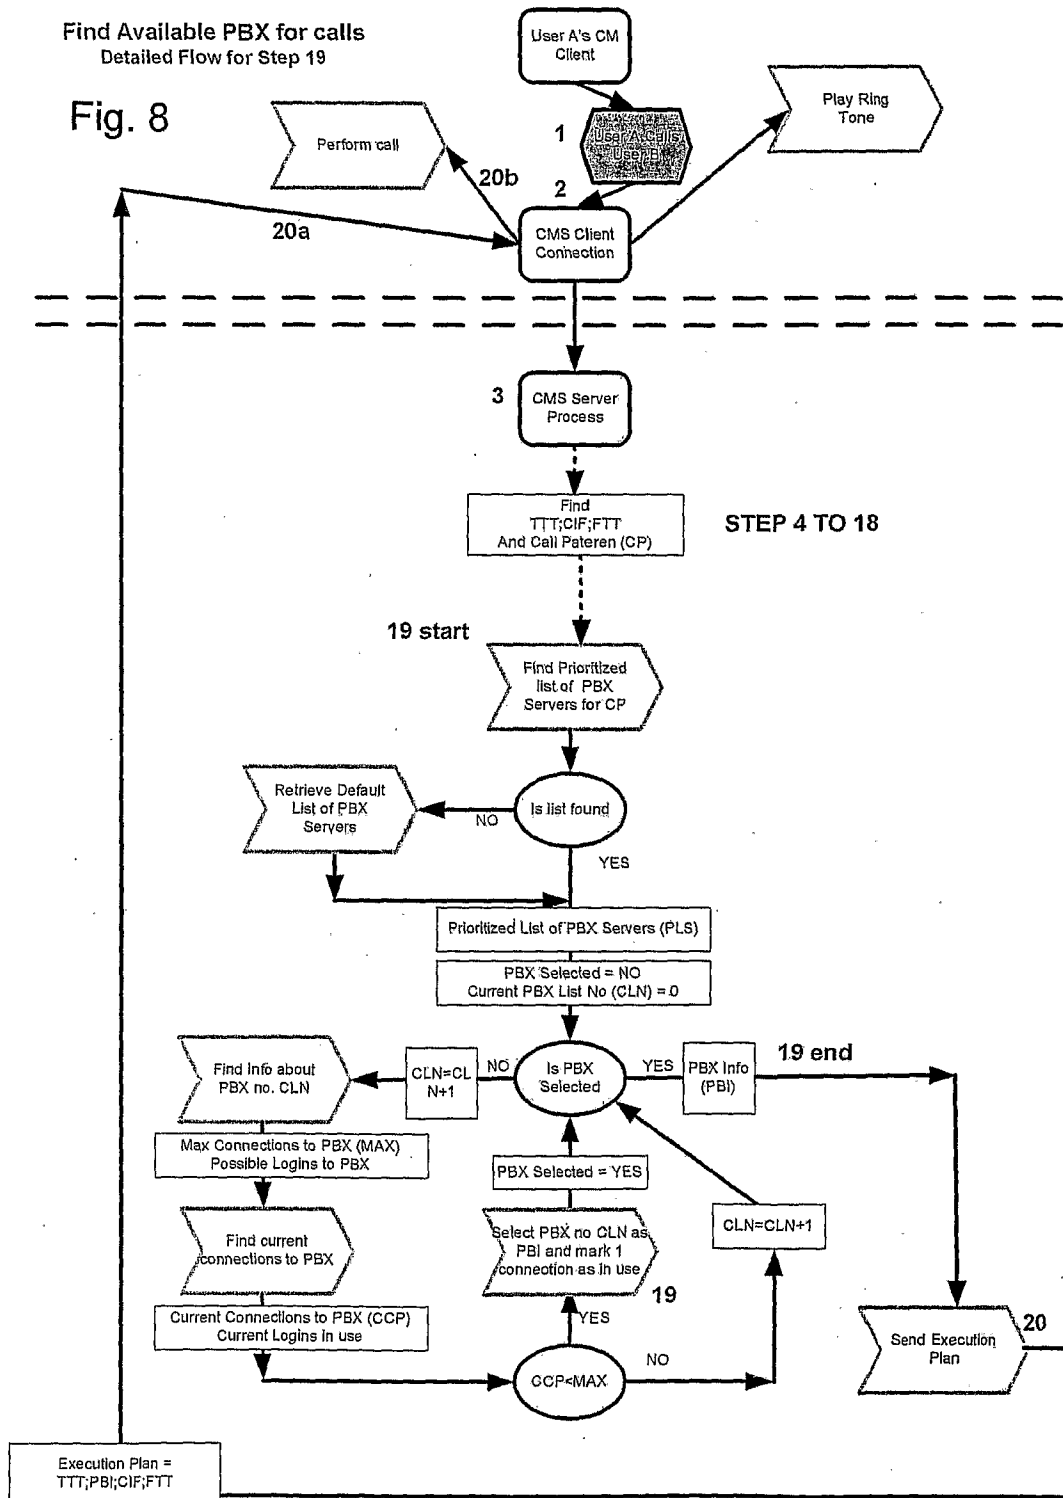 Find Available PBX for calls
Detailed Flow for Step 19
Fig. 8
User A's CM
Client
Play Ring
Tone
Perform call
1
User A Calls
User B
20b
2
20a
CMS Client
Connection
3
CMS Server
Process
Find
TTT;CIF;FTT
And Call Pateren (CP)
STEP 4 TO 18
19 start
Find Prioritized
list of PBX
Servers for CP
Retrieve Default
List of PBX
Servers
NO
Is list found
YES
Prioritized List of PBX Servers (PLS)
PBX Selected = NO
Current PBX List No (CLN) = 0
Find Info about
PBX no. CLN
CLN=CL
N+1
NO
Is PBX
Selected
YES
PBX Info
(PBI)
19 end
Max Connections to PBX (MAX)
Possible Logins to PBX
PBX Selected = YES
Find current
connections to PBX
Select PBX no CLN as
PBI and mark 1
connection as in use
CLN=CLN+1
19
Current Connections to PBX (CCP)
Current Logins in use
YES
CCP<MAX
NO
Send Execution
Plan
20
Execution Plan =
TTT;PBI;CIF;FTT